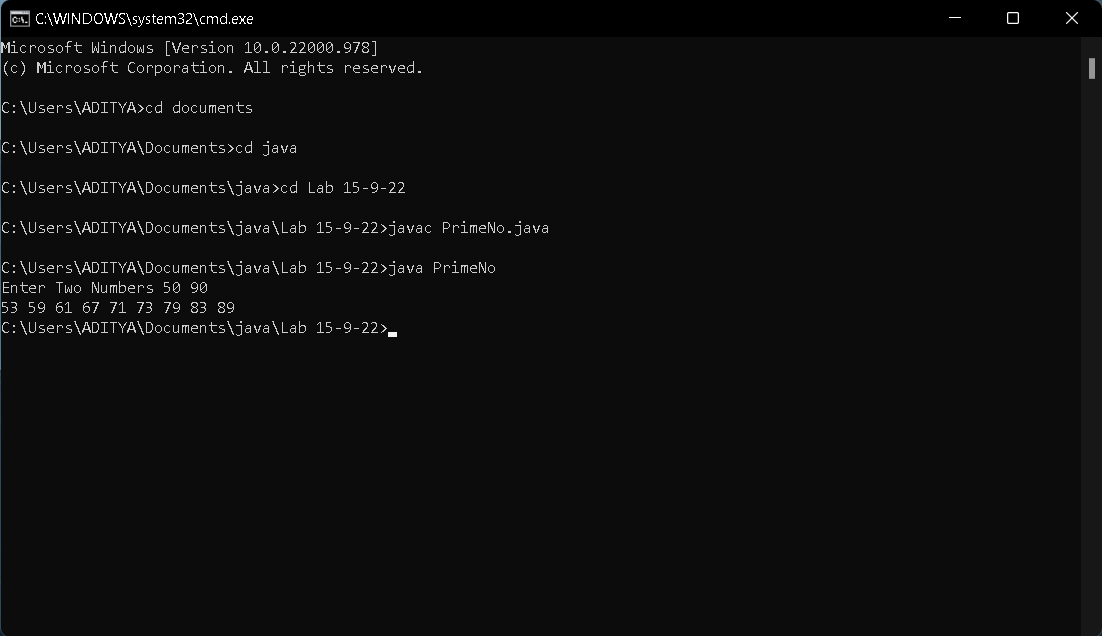 C:\WINDOWS\system32\cmd.exe
Microsoft Windows [Version 10.0.22000.978]
(c) Microsoft Corporation. All rights reserved.
C:\Users\ADITYA>cd documents
C:\Users\ADITYA\Documents>cd java
C:\Users\ADITYA\Documents\java>cd Lab 15-9-22
C:\Users\ADITYA\Documents\java\Lab 15-9-22>javac PrimeNo.java
C:\Users\ADITYA\Documents\java\Lab 15-9-22>java PrimeNo
Enter Two Numbers 50 90
53 59 61 67 71 73 79 83 89
C:\Users\ADITYA\Documents\java\Lab 15-9-22>